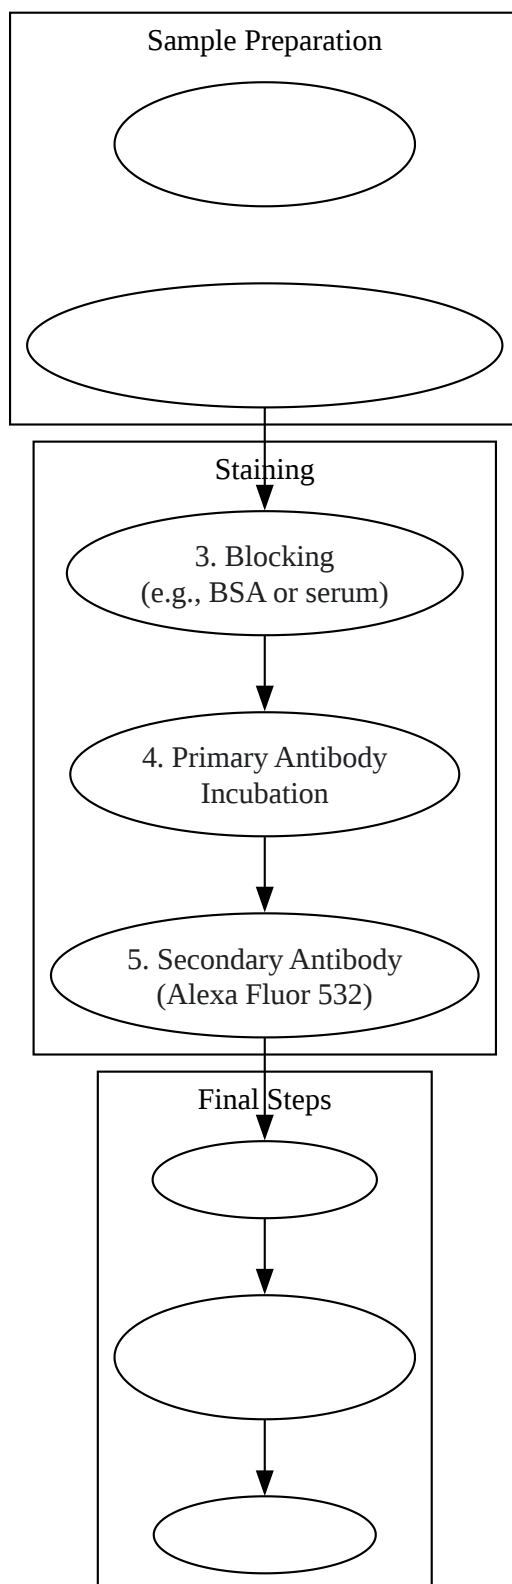 Sample Preparation
Staining
3. Blocking
(e.g., BSA or serum)
4. Primary Antibody
Incubation
5. Secondary Antibody
(Alexa Fluor 532)
Final Steps